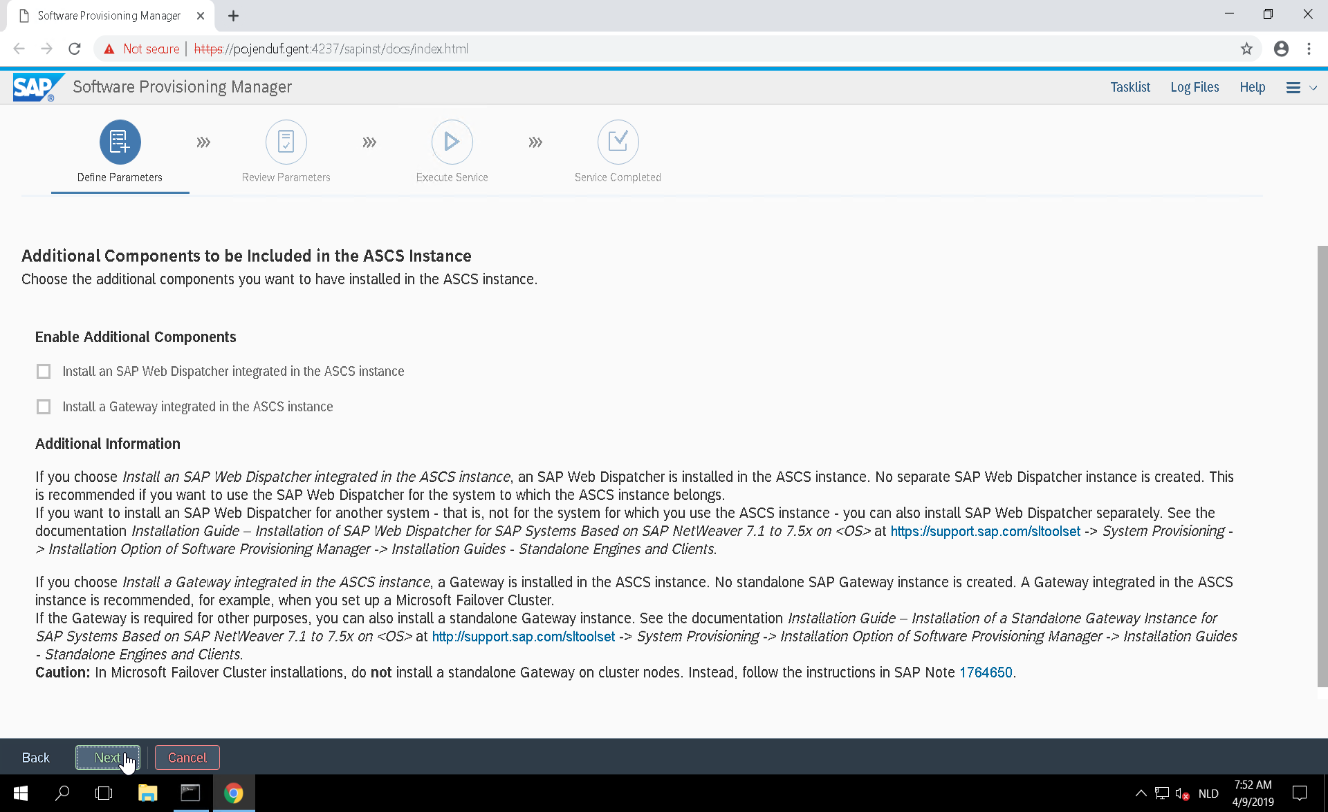 Software Provisioning Manager
Not secure | https://pojenduf.gent:4237/sapinst/docs/index.html
SAP Software Provisioning Manager
Tasklist Log Files Help
Define Parameters Review Parameters Execute Service Service Completed
Additional Components to be Included in the ASCS Instance
Choose the additional components you want to have installed in the ASCS instance.
Enable Additional Components
Install an SAP Web Dispatcher integrated in the ASCS instance
Install a Gateway integrated in the ASCS instance
Additional Information
If you choose Install an SAP Web Dispatcher integrated in the ASCS instance, an SAP Web Dispatcher is installed in the ASCS instance. No separate SAP Web Dispatcher instance is created. This
is recommended if you want to use the SAP Web Dispatcher for the system to which the ASCS instance belongs.
If you want to install an SAP Web Dispatcher for another system - that is, not for the system for which you use the ASCS instance - you can also install SAP Web Dispatcher separately. See the
documentation Installation Guide – Installation of SAP Web Dispatcher for SAP Systems Based on SAP NetWeaver 7.1 to 7.5x on <OS> at https://support.sap.com/sltoolset -> System Provisioning -
> Installation Option of Software Provisioning Manager -> Installation Guides - Standalone Engines and Clients.
If you choose Install a Gateway integrated in the ASCS instance, a Gateway is installed in the ASCS instance. No standalone SAP Gateway instance is created. A Gateway integrated in the ASCS
instance is recommended, for example, when you set up a Microsoft Failover Cluster.
If the Gateway is required for other purposes, you can also install a standalone Gateway instance. See the documentation Installation Guide – Installation of a Standalone Gateway Instance for
SAP Systems Based on SAP NetWeaver 7.1 to 7.5x on <OS> at http://support.sap.com/sltoolset -> System Provisioning -> Installation Option of Software Provisioning Manager -> Installation Guides
- Standalone Engines and Clients.
Caution: In Microsoft Failover Cluster installations, do not install a standalone Gateway on cluster nodes. Instead, follow the instructions in SAP Note 1764650.
Back Next Cancel
NLD 7:52 AM
4/9/2019